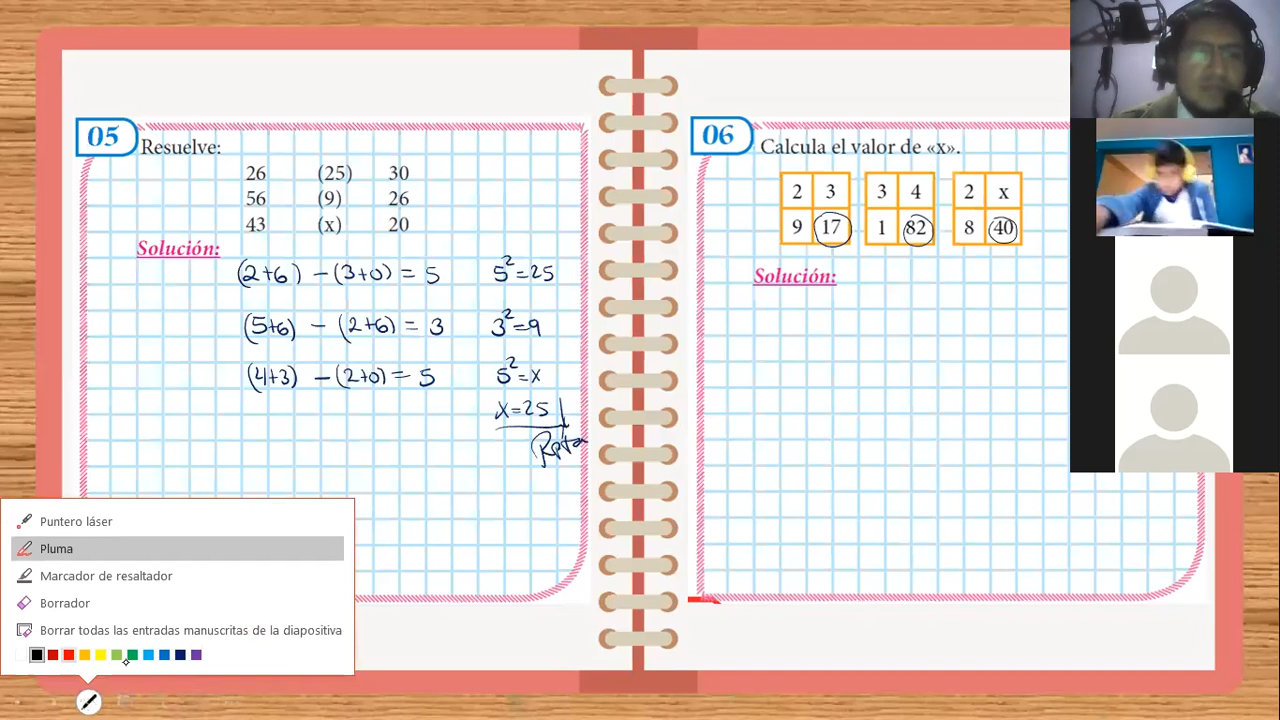 05
Resuelve:
26 (25) 30
56 (9) 26
43 (x) 20
Solución:
(2+6) - (3+0) = 5 5²=25
(5+6) - (2+6) = 3 3²=9
(4+3) - (2+0) = 5 5²=x
x=25
Rpta
06
Calcula el valor de «x».
2 3 3 4 2 x
9 17 1 82 8 40
Solución:
Puntero láser
Pluma
Marcador de resaltador
Borrador
Borrar todas las entradas manuscritas de la diapositiva